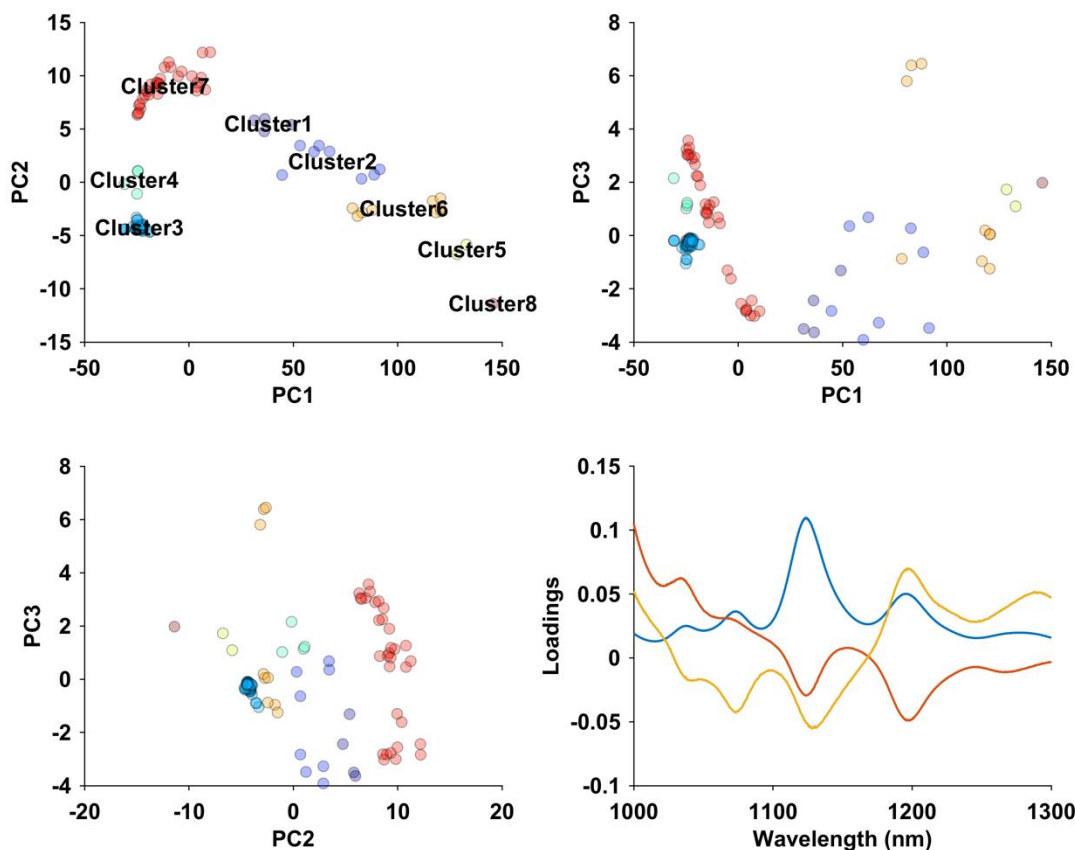 15
10
5
0
-5
-10
-15
PC2
-50
0
50
100
150
PC1
Cluster7
Cluster1
Cluster2
Cluster4
Cluster6
Cluster3
Cluster5
Cluster8
8
6
4
2
0
-2
-4
PC3
-50
0
50
100
150
PC1
8
6
4
2
0
-2
-4
PC3
-20
-10
0
10
20
PC2
0.15
0.1
0.05
0
-0.05
-0.1
Loadings
1000
1100
1200
1300
Wavelength (nm)